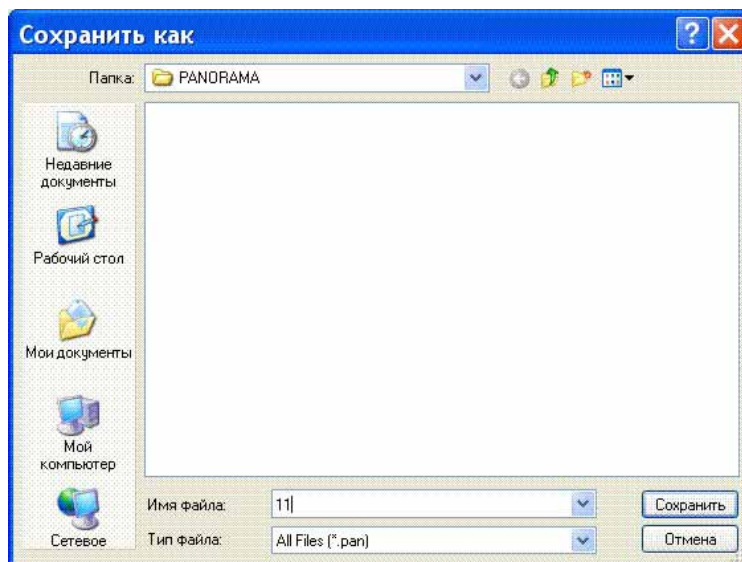 Сохранить как
Папка: PANORAMA
Недавние
документы
Рабочий стол
Мои документы
Мой
компьютер
Сетевое
Имя файла: 11
Сохранить
Тип файла: All Files (*.pan)
Отмена